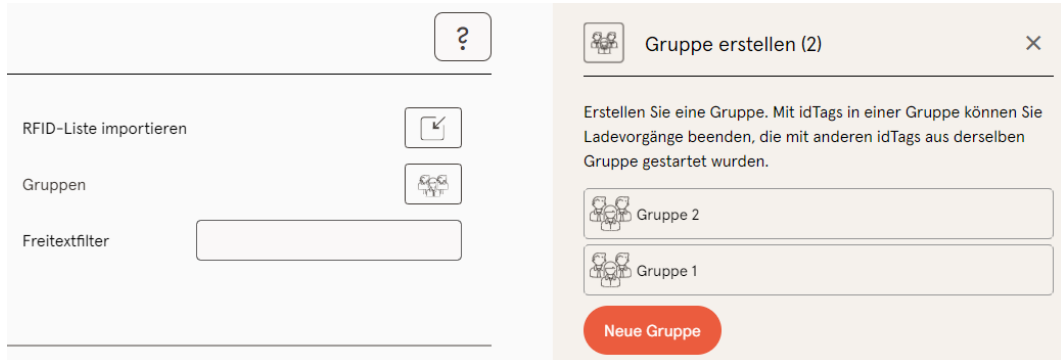 ?
RFID-Liste importieren
Gruppen
Freitextfilter
Gruppe erstellen (2)
Erstellen Sie eine Gruppe. Mit idTags in einer Gruppe können Sie
Ladevorgänge beenden, die mit anderen idTags aus derselben
Gruppe gestartet wurden.
Gruppe 2
Gruppe 1
Neue Gruppe